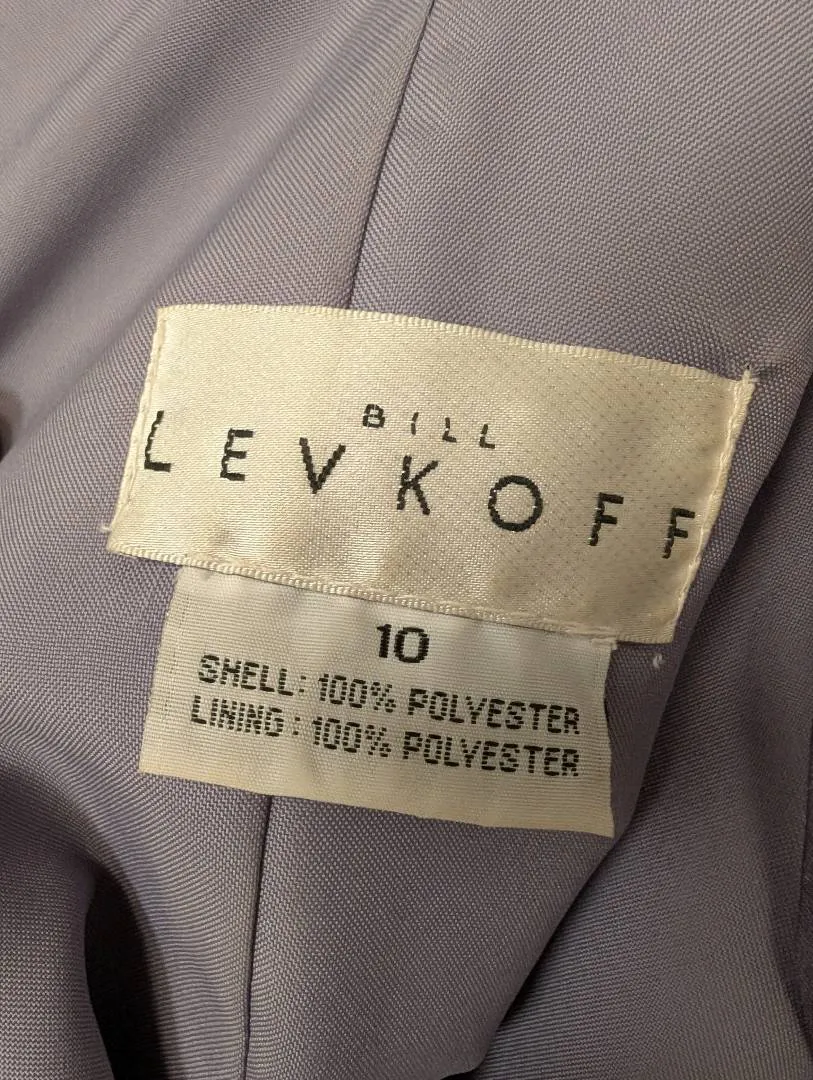 BILL
LEVKOFF
10
SHELL: 100% POLYESTER
LINING: 100% POLYESTER